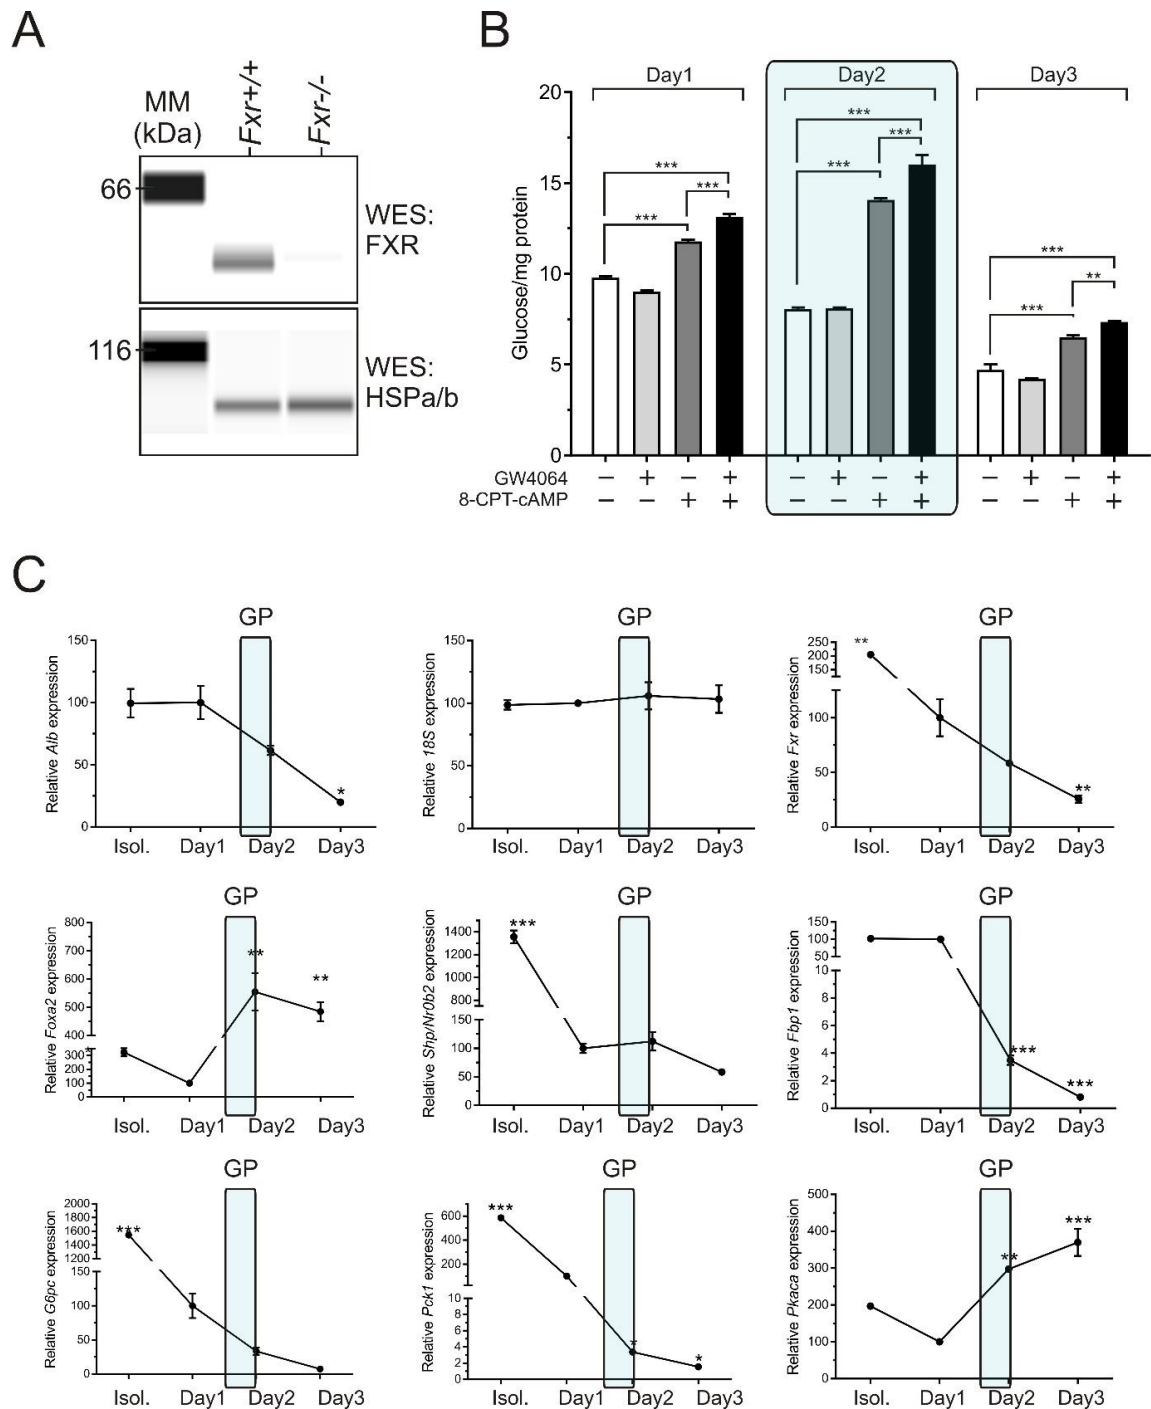 A
MM
(kDa)
Fxr+/+
Fxr-/-
66
WES:
FXR
116
WES:
HSPa/b
B
Day1
Day2
Day3
Glucose/mg protein
20
15
10
5
0
***
***
***
***
***
***
***
**
***
GW4064 – + – + – + – + – + – +
8-CPT-cAMP – – + + – – + + – – + +
C
GP
Relative Alb expression
150
100
50
0
*
Isol. Day1 Day2 Day3
GP
Relative 18S expression
150
100
50
0
Isol. Day1 Day2 Day3
GP
Relative Fxr expression
250
200
150
100
50
0
**
**
Isol. Day1 Day2 Day3
GP
Relative Foxa2 expression
800
700
600
500
400
300
200
100
0
**
**
Isol. Day1 Day2 Day3
GP
Relative Shp/Nr0b2 expression
1400
1200
1000
800
150
100
50
0
***
Isol. Day1 Day2 Day3
GP
Relative Fbp1 expression
150
100
50
10
8
6
4
2
0
***
***
Isol. Day1 Day2 Day3
GP
Relative G6pc expression
2000
1800
1600
1400
1200
150
100
50
0
***
Isol. Day1 Day2 Day3
GP
Relative Pck1 expression
600
400
200
10
8
6
4
2
0
***
*
*
Isol. Day1 Day2 Day3
GP
Relative Pkaca expression
500
400
300
200
100
0
**
***
Isol. Day1 Day2 Day3